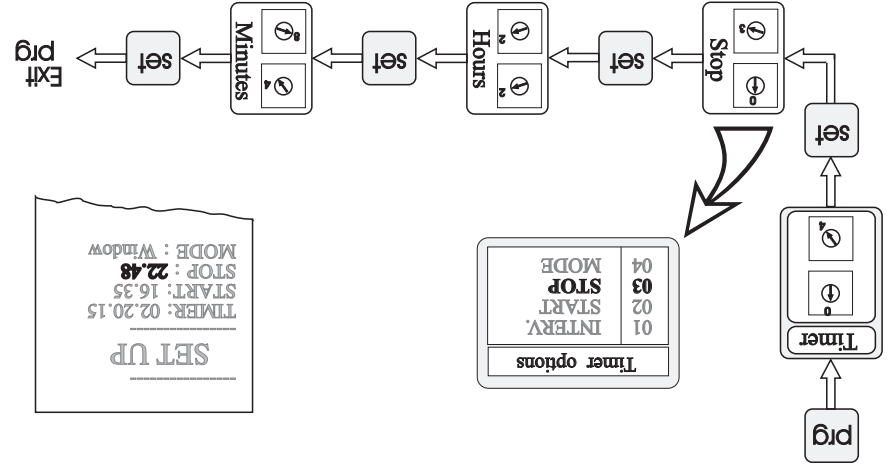 prg
Timer
0
4
set
Timer options
01 INTERV.
02 START
03 STOP
04 MODE
SET UP
TIMER: 02.20.15
START: 16.35
STOP : 22.48
MODE : Window
Stop
0
3
set
Hours
2
2
set
Minutes
4
8
set
Exit
prg